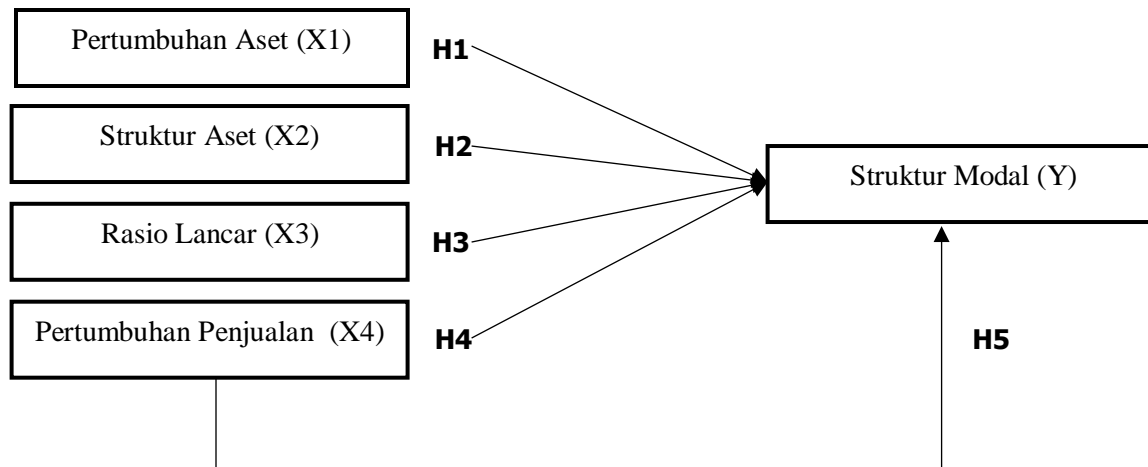 Pertumbuhan Aset (X1)
H1
Struktur Aset (X2)
H2
Struktur Modal (Y)
Rasio Lancar (X3)
H3
Pertumbuhan Penjualan  (X4)
H4
H5